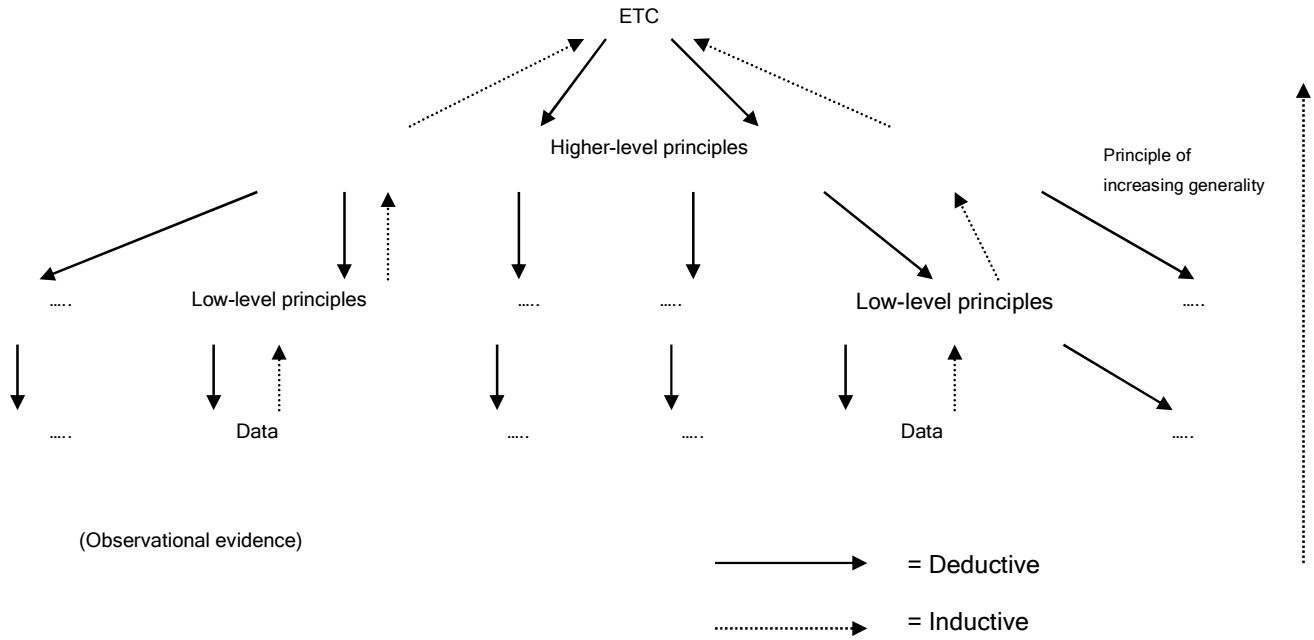 ETC
Higher-level principles
Principle of
increasing generality
..... Low-level principles ..... ..... Low-level principles .....
..... Data ..... ..... Data .....
(Observational evidence)
= Deductive
= Inductive